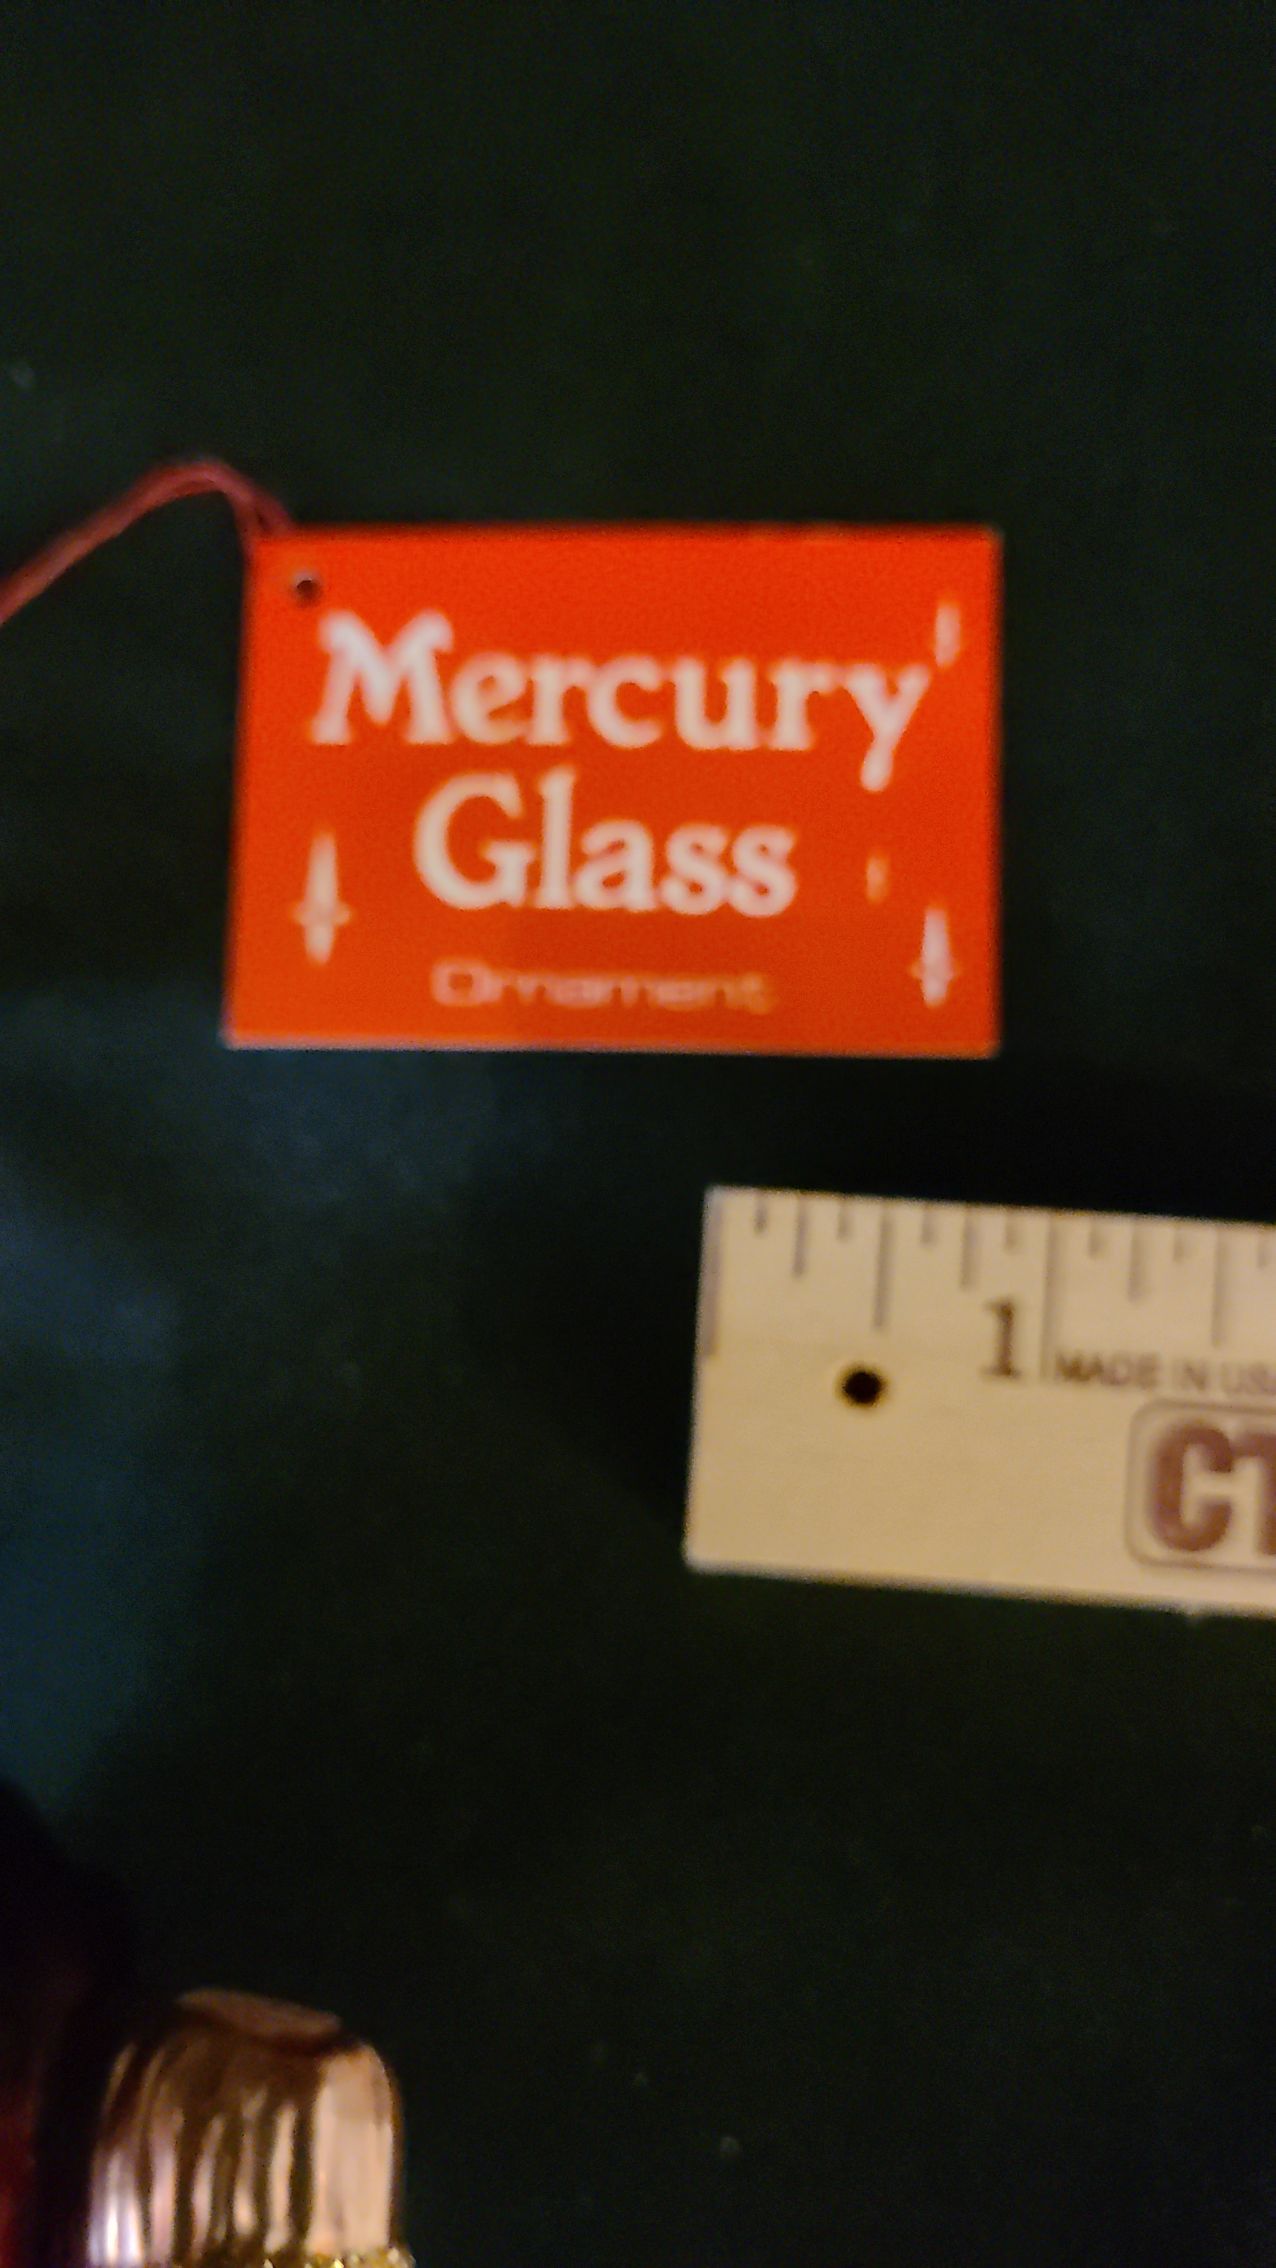 Mercury
Glass
Ornament
1
MADE IN USA
CT